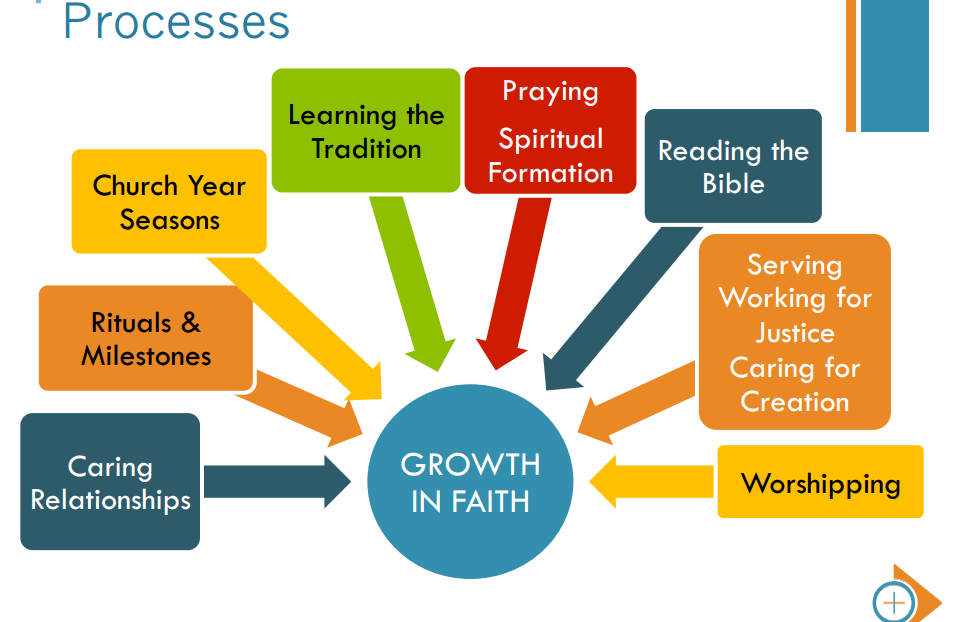 Processes
Learning the
Tradition
Praying
Spiritual
Formation
Reading the
Bible
Church Year
Seasons
Serving
Working for
Justice
Caring for
Creation
Rituals &
Milestones
Caring
Relationships
GROWTH
IN FAITH
Worshipping